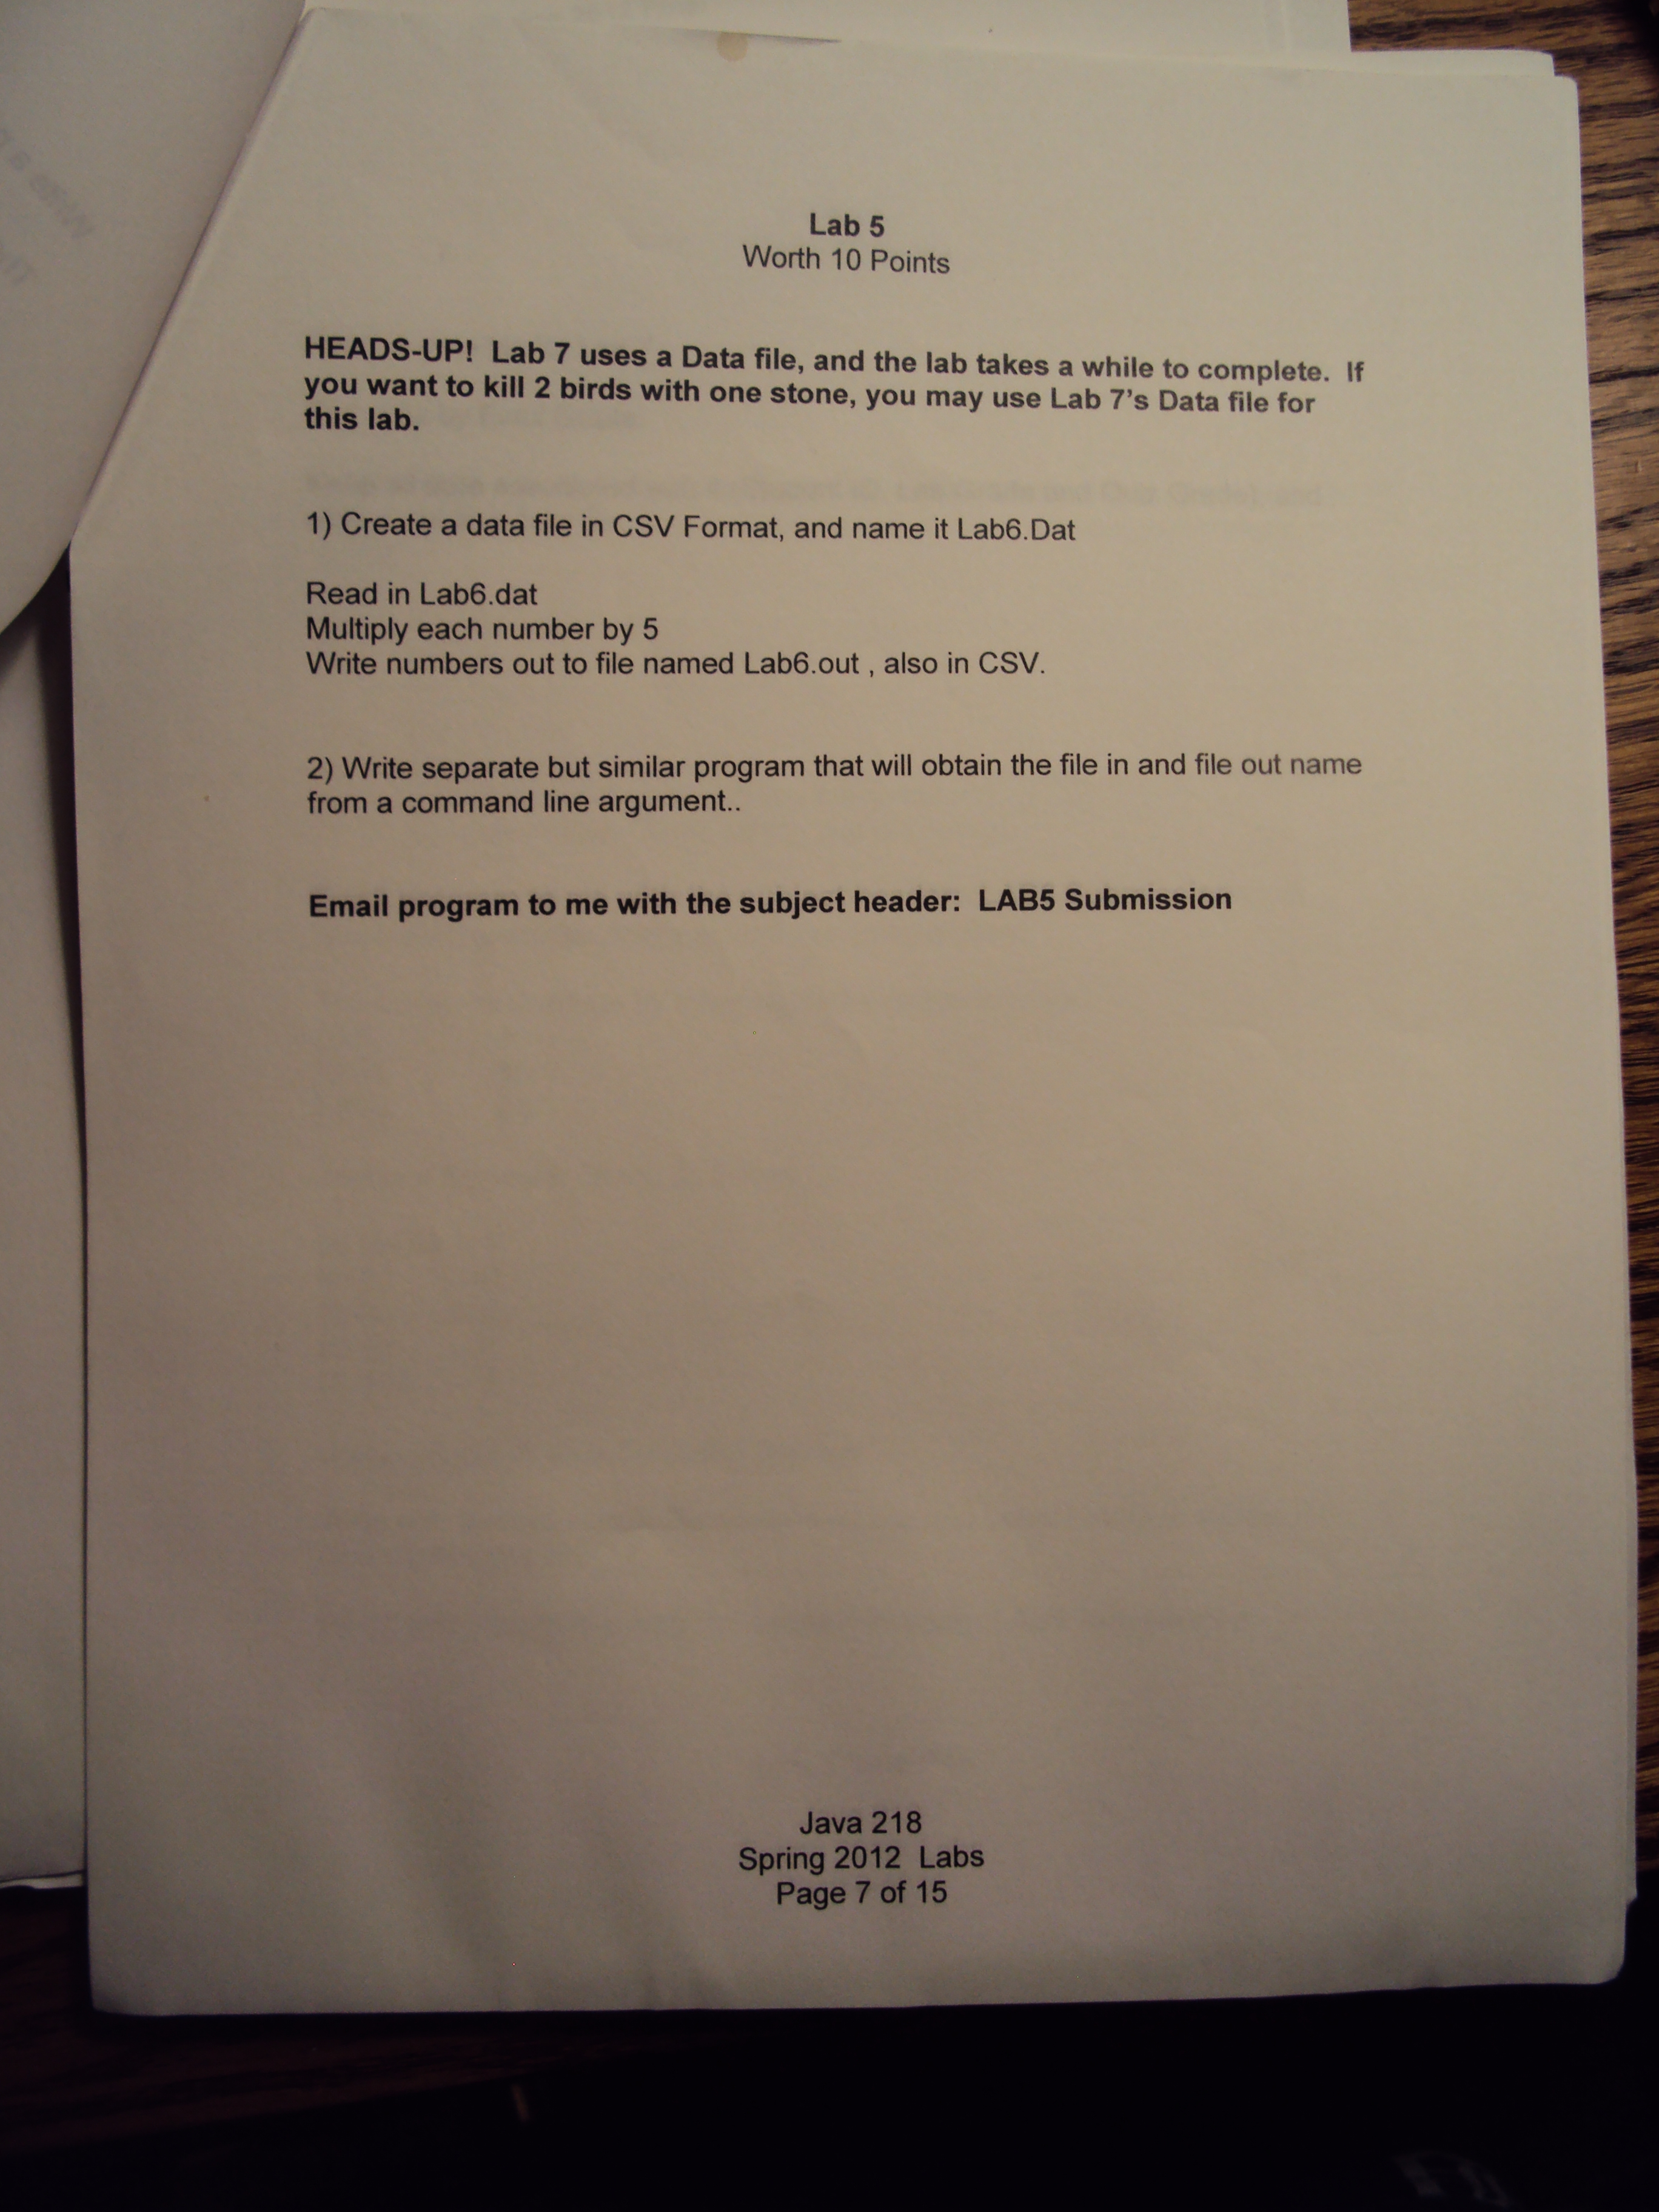 Lab 5
Worth 10 Points
HEADS-UP!  Lab 7 uses a Data file, and the lab takes a while to complete.  If
you want to kill 2 birds with one stone, you may use Lab 7's Data file for
this lab.
1) Create a data file in CSV Format, and name it Lab6.Dat
Read in Lab6.dat
Multiply each number by 5
Write numbers out to file named Lab6.out , also in CSV.
2) Write separate but similar program that will obtain the file in and file out name
from a command line argument..
Email program to me with the subject header:  LAB5 Submission
Java 218
Spring 2012  Labs
Page 7 of 15